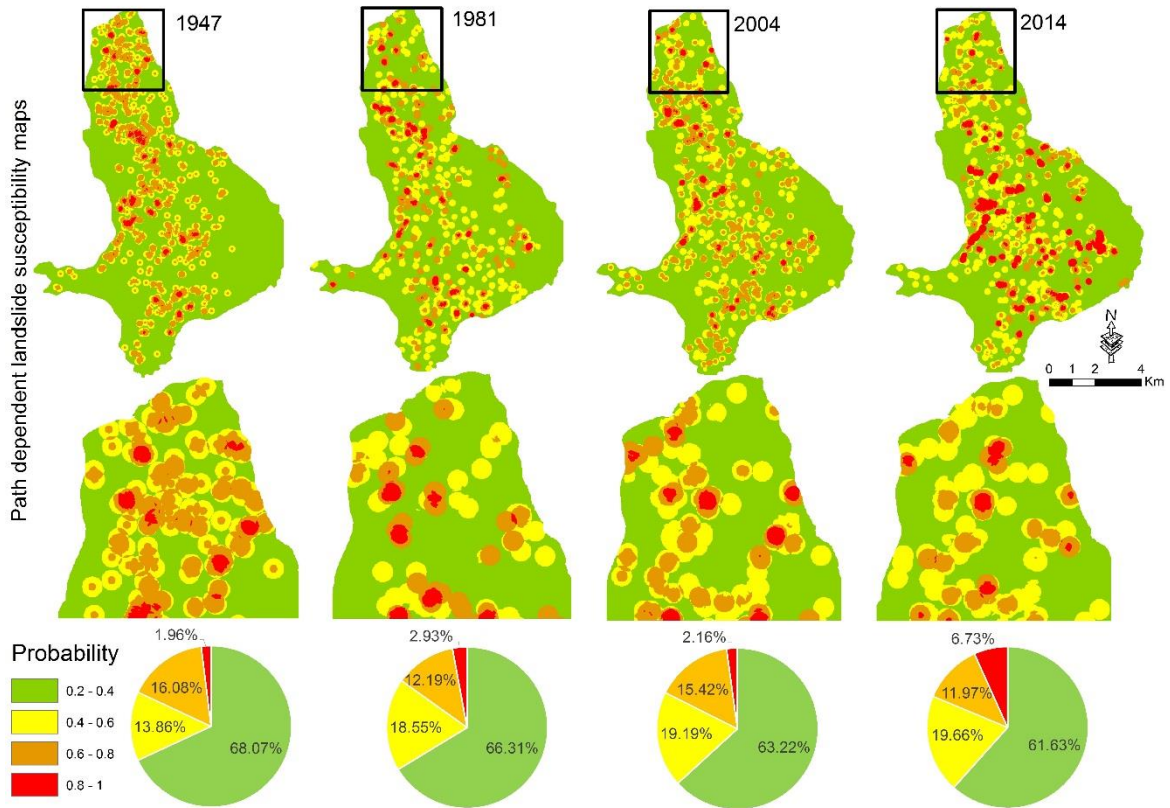 1947
1981
2004
2014
Path dependent landslide susceptibility maps
N
0 1 2 4
Km
Probability
0.2 - 0.4
0.4 - 0.6
0.6 - 0.8
0.8 - 1
1.96%
16.08%
13.86%
68.07%
2.93%
12.19%
18.55%
66.31%
2.16%
15.42%
19.19%
63.22%
6.73%
11.97%
19.66%
61.63%